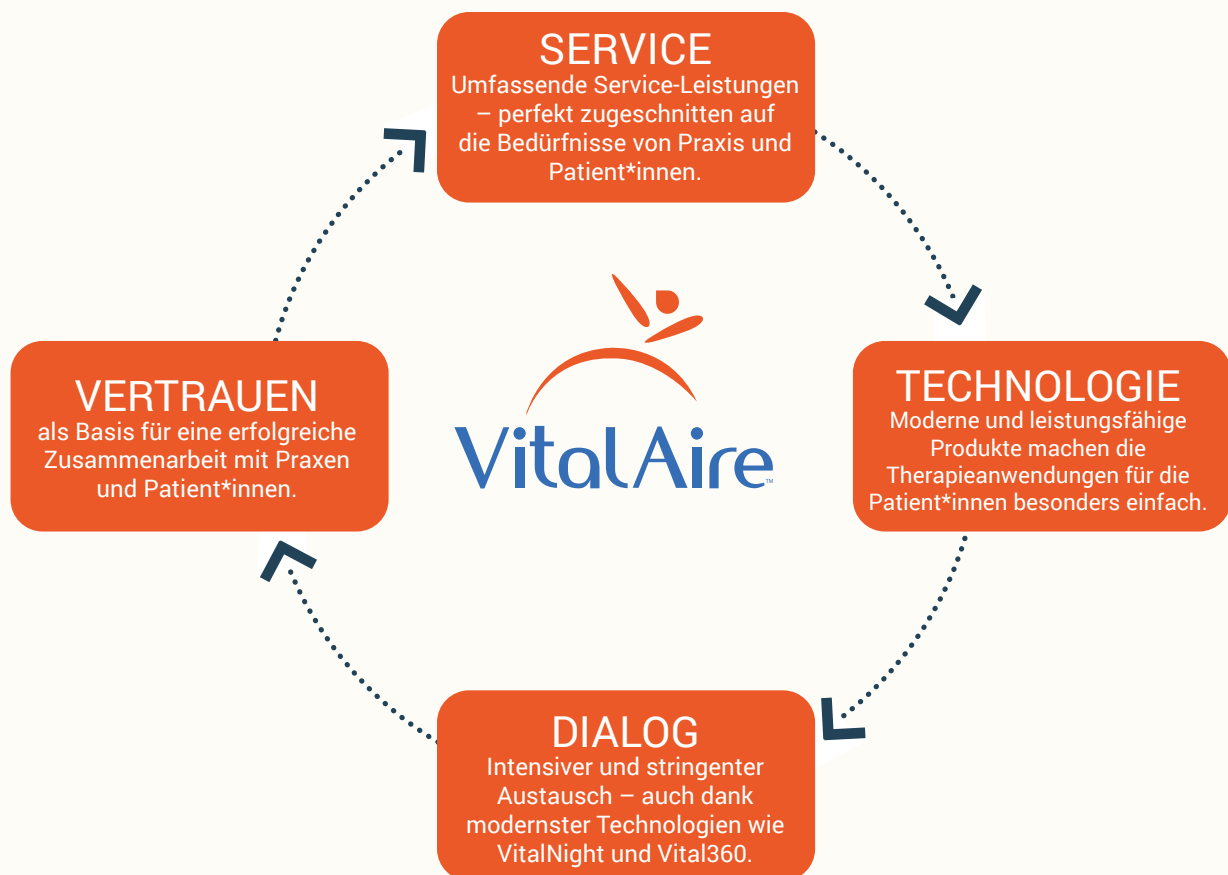 SERVICE
Umfassende Service-Leistungen
– perfekt zugeschnitten auf
die Bedürfnisse von Praxis und
Patient*innen.
VERTRAUEN
als Basis für eine erfolgreiche
Zusammenarbeit mit Praxen
und Patient*innen.
VitalAire™
TECHNOLOGIE
Moderne und leistungsfähige
Produkte machen die
Therapieanwendungen für die
Patient*innen besonders einfach.
DIALOG
Intensiver und stringenter
Austausch – auch dank
modernster Technologien wie
VitalNight und Vital360.